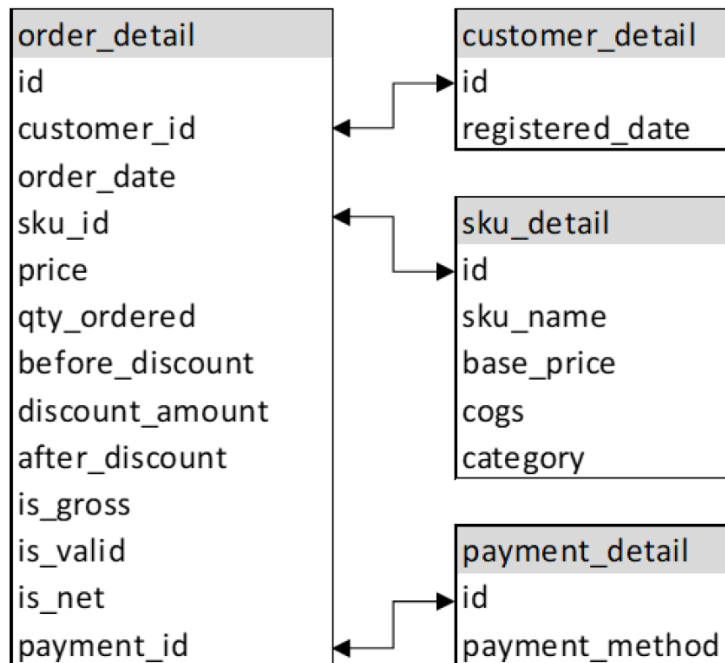 order_detail
id
customer_id
order_date
sku_id
price
qty_ordered
before_discount
discount_amount
after_discount
is_gross
is_valid
is_net
payment_id
customer_detail
id
registered_date
sku_detail
id
sku_name
base_price
cogs
category
payment_detail
id
payment_method